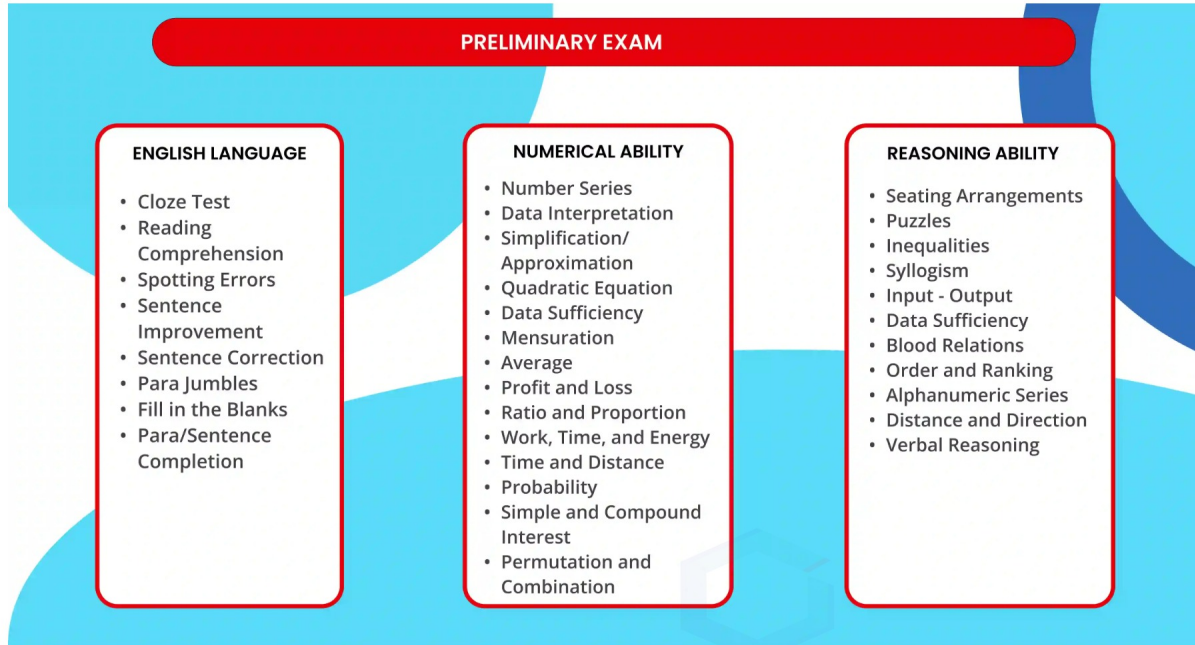 PRELIMINARY EXAM
ENGLISH LANGUAGE
• Cloze Test
• Reading
Comprehension
• Spotting Errors
• Sentence
Improvement
• Sentence Correction
• Para Jumbles
• Fill in the Blanks
• Para/Sentence
Completion
NUMERICAL ABILITY
• Number Series
• Data Interpretation
• Simplification/
Approximation
• Quadratic Equation
• Data Sufficiency
• Mensuration
• Average
• Profit and Loss
• Ratio and Proportion
• Work, Time, and Energy
• Time and Distance
• Probability
• Simple and Compound
Interest
• Permutation and
Combination
REASONING ABILITY
• Seating Arrangements
• Puzzles
• Inequalities
• Syllogism
• Input - Output
• Data Sufficiency
• Blood Relations
• Order and Ranking
• Alphanumeric Series
• Distance and Direction
• Verbal Reasoning